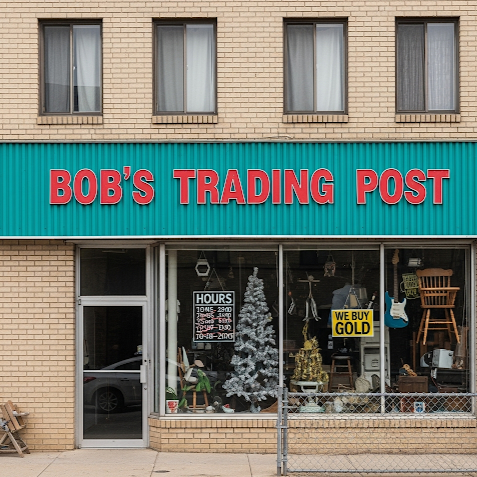 BOB'S TRADING POST
HOURS
WE BUY
GOLD